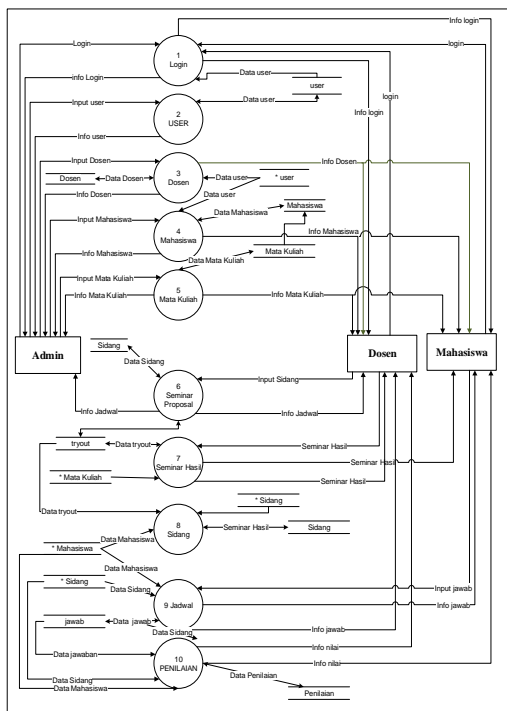 Info login
Login
login
1
Login
Info Login
Data user
user
login
Info login
Input user
2
USER
Data user
Info user
Input Dosen
3
Dosen
Info Dosen
Dosen
Data Dosen
Data user
* user
Info Dosen
Data user
Mahasiswa
Input Mahasiswa
4
Mahasiswa
Data Mahasiswa
Info Mahasiswa
Info Mahasiswa
Mata Kuliah
Data Mata Kuliah
Input Mata Kuliah
5
Mata Kuliah
Info Mata Kuliah
Info Mata Kuliah
Admin
Dosen
Mahasiswa
Sidang
Data Sidang
6
Seminar
Proposal
Input Sidang
Info Jadwal
Info Jadwal
tryout
Data tryout
7
Seminar Hasil
Seminar Hasil
Seminar Hasil
Seminar Hasil
* Mata Kuliah
* Sidang
Data tryout
8
Sidang
Seminar Hasil
Sidang
Data Mahasiswa
* Mahasiswa
Data Mahasiswa
* Sidang
Data Sidang
9 Jadwal
Input jawab
Info jawab
jawab
Data jawab
Data Sidang
Info jawab
Info nilai
Data jawaban
10
PENILAIAN
Info nilai
Data Sidang
Data Penilaian
Data Mahasiswa
Penilaian